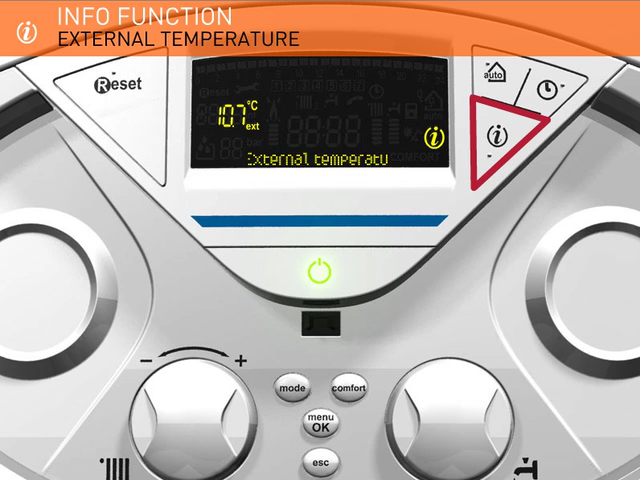 INFO FUNCTION
EXTERNAL TEMPERATURE
Reset
auto
10.7 °C
ext
External temperatu
COMFORT
mode
comfort
menu
OK
esc